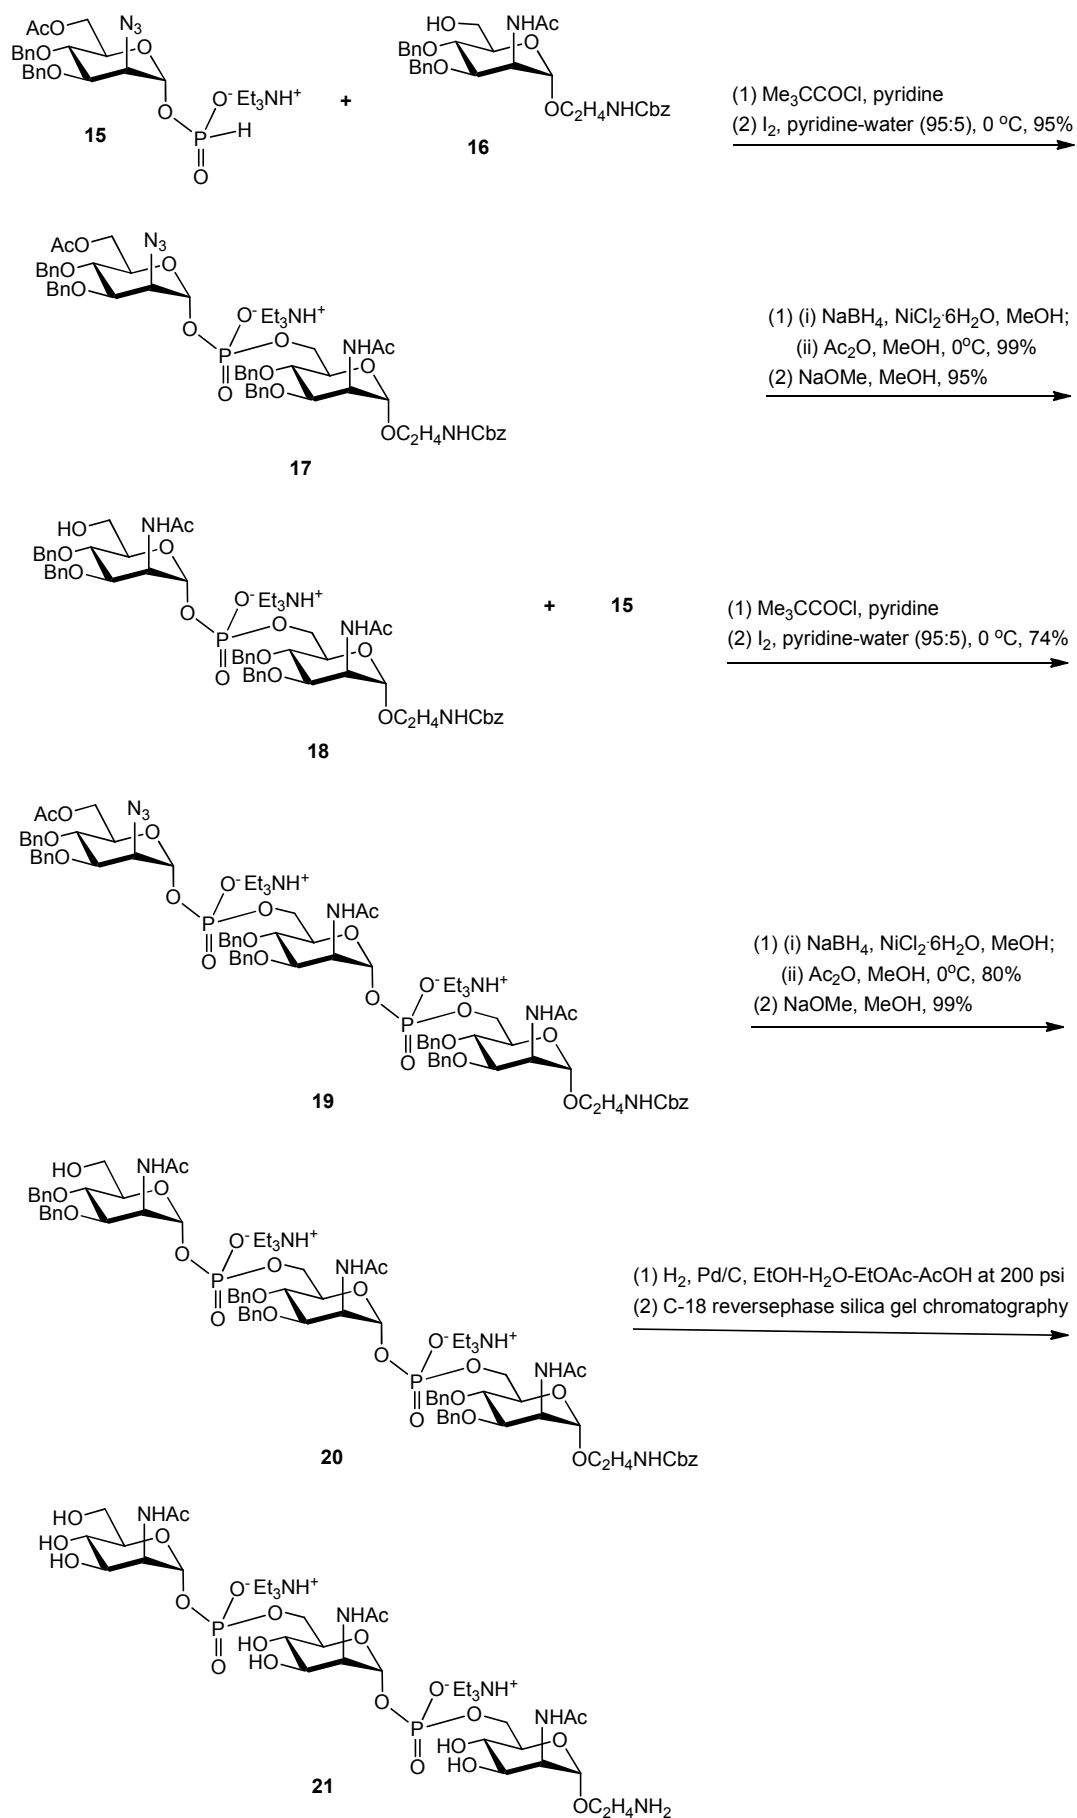 AcO N₃
BnO O
BnO
O O⁻ Et₃NH⁺
P H
O
15
+
HO NHAc
BnO O
BnO
OC₂H₄NHCbz
16
(1) Me₃CCOCl, pyridine
(2) I₂, pyridine-water (95:5), 0 °C, 95%
AcO N₃
BnO O
BnO
O O⁻ Et₃NH⁺
P O NHAc
O BnO O
BnO
OC₂H₄NHCbz
17
(1) (i) NaBH₄, NiCl₂·6H₂O, MeOH;
(ii) Ac₂O, MeOH, 0°C, 99%
(2) NaOMe, MeOH, 95%
HO NHAc
BnO O
BnO
O O⁻ Et₃NH⁺
P O NHAc
O BnO O
BnO
OC₂H₄NHCbz
18
+ 15
(1) Me₃CCOCl, pyridine
(2) I₂, pyridine-water (95:5), 0 °C, 74%
AcO N₃
BnO O
BnO
O O⁻ Et₃NH⁺
P O NHAc
O BnO O
BnO
O O⁻ Et₃NH⁺
P O NHAc
O BnO O
BnO
OC₂H₄NHCbz
19
(1) (i) NaBH₄, NiCl₂·6H₂O, MeOH;
(ii) Ac₂O, MeOH, 0°C, 80%
(2) NaOMe, MeOH, 99%
HO NHAc
BnO O
BnO
O O⁻ Et₃NH⁺
P O NHAc
O BnO O
BnO
O O⁻ Et₃NH⁺
P O NHAc
O BnO O
BnO
OC₂H₄NHCbz
20
(1) H₂, Pd/C, EtOH-H₂O-EtOAc-AcOH at 200 psi
(2) C-18 reversephase silica gel chromatography
HO NHAc
HO O
HO
O O⁻ Et₃NH⁺
P O NHAc
O HO O
HO
O O⁻ Et₃NH⁺
P O NHAc
O HO O
HO
OC₂H₄NH₂
21